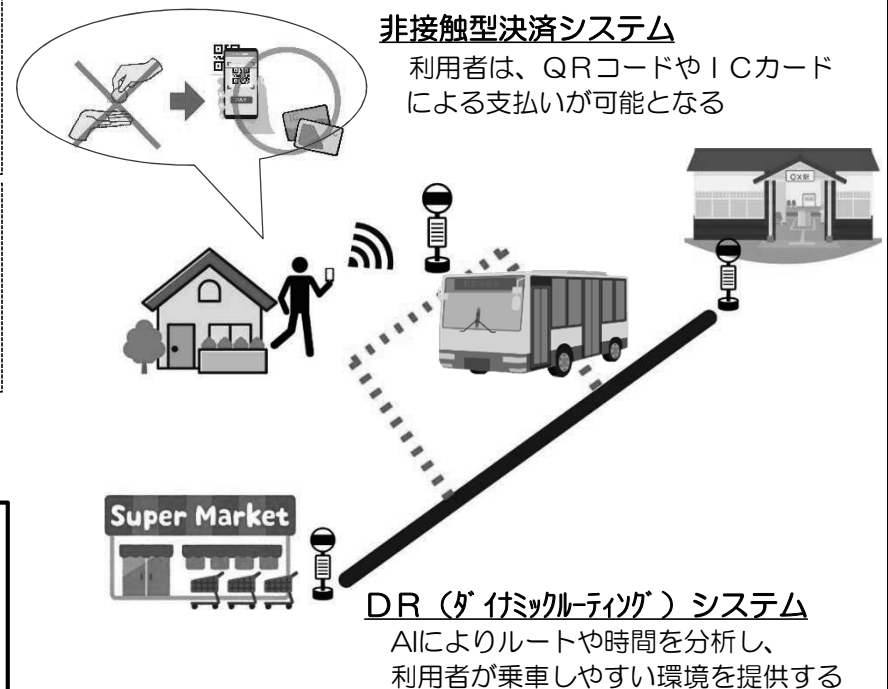 非接触型決済システム
利用者は、QRコードやICカード
による支払いが可能となる
PAY
○×駅
Super Market
DR(ダイナミックルーティング)システム
AIによりルートや時間を分析し、
利用者が乗車しやすい環境を提供する